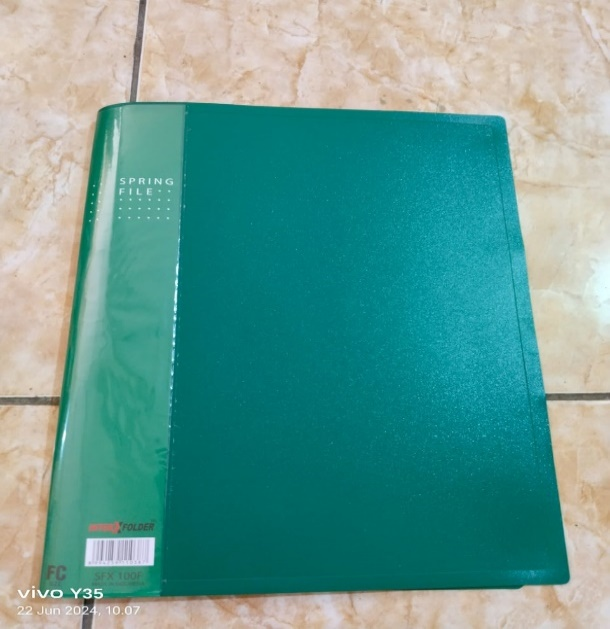 SPRING
FILE
FOLDER
FC
SFX 100F
vivo Y35
22 Jun 2024, 10.07